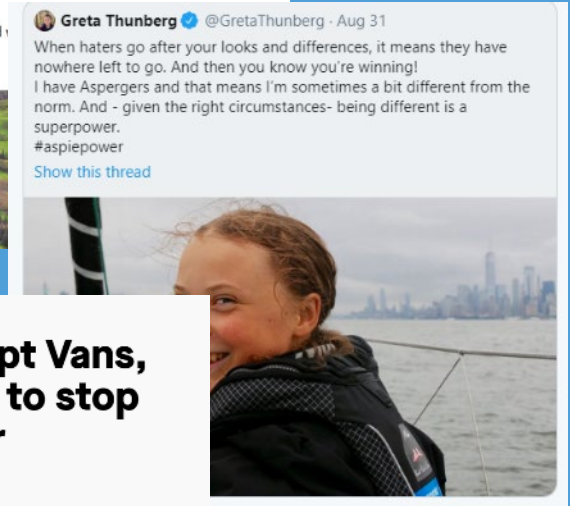 Greta Thunberg @GretaThunberg · Aug 31
When haters go after your looks and differences, it means they have
nowhere left to go. And then you know you're winning!
I have Aspergers and that means I'm sometimes a bit different from the
norm. And - given the right circumstances- being different is a
superpower.
#aspiepower
Show this thread
pt Vans,
to stop